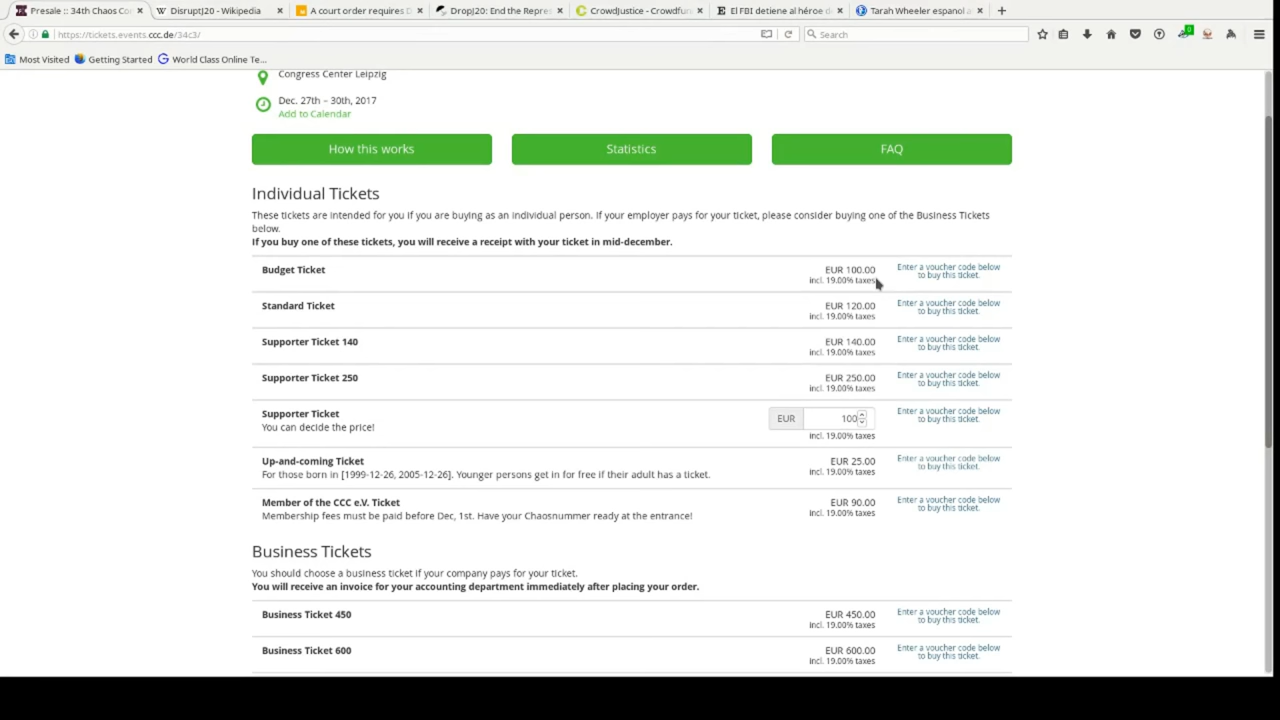 Presale :: 34th Chaos Co
DisruptJ20 - Wikipedia
A court order requires D
DropJ20: End the Repre
CrowdJustice - Crowdfun
El FBI detiene al héroe d
Tarah Wheeler espanol a
https://tickets.events.ccc.de/34c3/
Search
0
Most Visited
Getting Started
World Class Online Te...
Congress Center Leipzig
Dec. 27th – 30th, 2017
Add to Calendar
How this works
Statistics
FAQ
Individual Tickets
These tickets are intended for you if you are buying as an individual person. If your employer pays for your ticket, please consider buying one of the Business Tickets
below.
If you buy one of these tickets, you will receive a receipt with your ticket in mid-december.
Budget Ticket
EUR 100.00
incl. 19.00% taxes
Enter a voucher code below
to buy this ticket.
Standard Ticket
EUR 120.00
incl. 19.00% taxes
Enter a voucher code below
to buy this ticket.
Supporter Ticket 140
EUR 140.00
incl. 19.00% taxes
Enter a voucher code below
to buy this ticket.
Supporter Ticket 250
EUR 250.00
incl. 19.00% taxes
Enter a voucher code below
to buy this ticket.
Supporter Ticket
You can decide the price!
EUR 100
incl. 19.00% taxes
Enter a voucher code below
to buy this ticket.
Up-and-coming Ticket
For those born in [1999-12-26, 2005-12-26]. Younger persons get in for free if their adult has a ticket.
EUR 25.00
incl. 19.00% taxes
Enter a voucher code below
to buy this ticket.
Member of the CCC e.V. Ticket
Membership fees must be paid before Dec, 1st. Have your Chaosnummer ready at the entrance!
EUR 90.00
incl. 19.00% taxes
Enter a voucher code below
to buy this ticket.
Business Tickets
You should choose a business ticket if your company pays for your ticket.
You will receive an invoice for your accounting department immediately after placing your order.
Business Ticket 450
EUR 450.00
incl. 19.00% taxes
Enter a voucher code below
to buy this ticket.
Business Ticket 600
EUR 600.00
incl. 19.00% taxes
Enter a voucher code below
to buy this ticket.